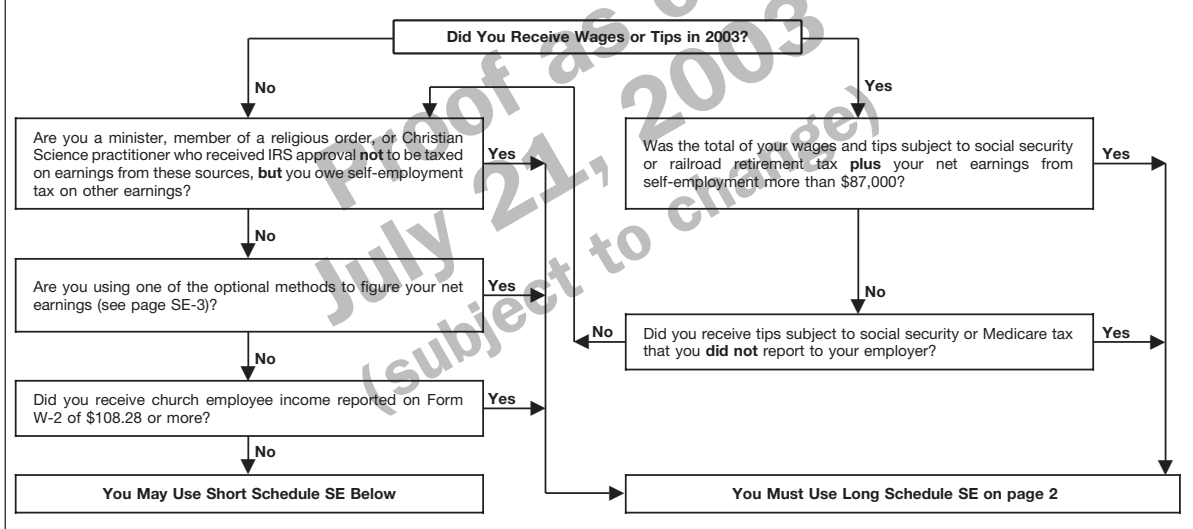 Did You Receive Wages or Tips in 2003?
No
Yes
Are you a minister, member of a religious order, or Christian
Science practitioner who received IRS approval not to be taxed
on earnings from these sources, but you owe self-employment
tax on other earnings?
Yes
Was the total of your wages and tips subject to social security
or railroad retirement tax plus your net earnings from
self-employment more than $87,000?
Yes
No
Are you using one of the optional methods to figure your net
earnings (see page SE-3)?
Yes
No
No
Did you receive tips subject to social security or Medicare tax
that you did not report to your employer?
Yes
No
Did you receive church employee income reported on Form
W-2 of $108.28 or more?
Yes
No
You May Use Short Schedule SE Below
You Must Use Long Schedule SE on page 2
Proof as of
July 21, 2003
(subject to change)